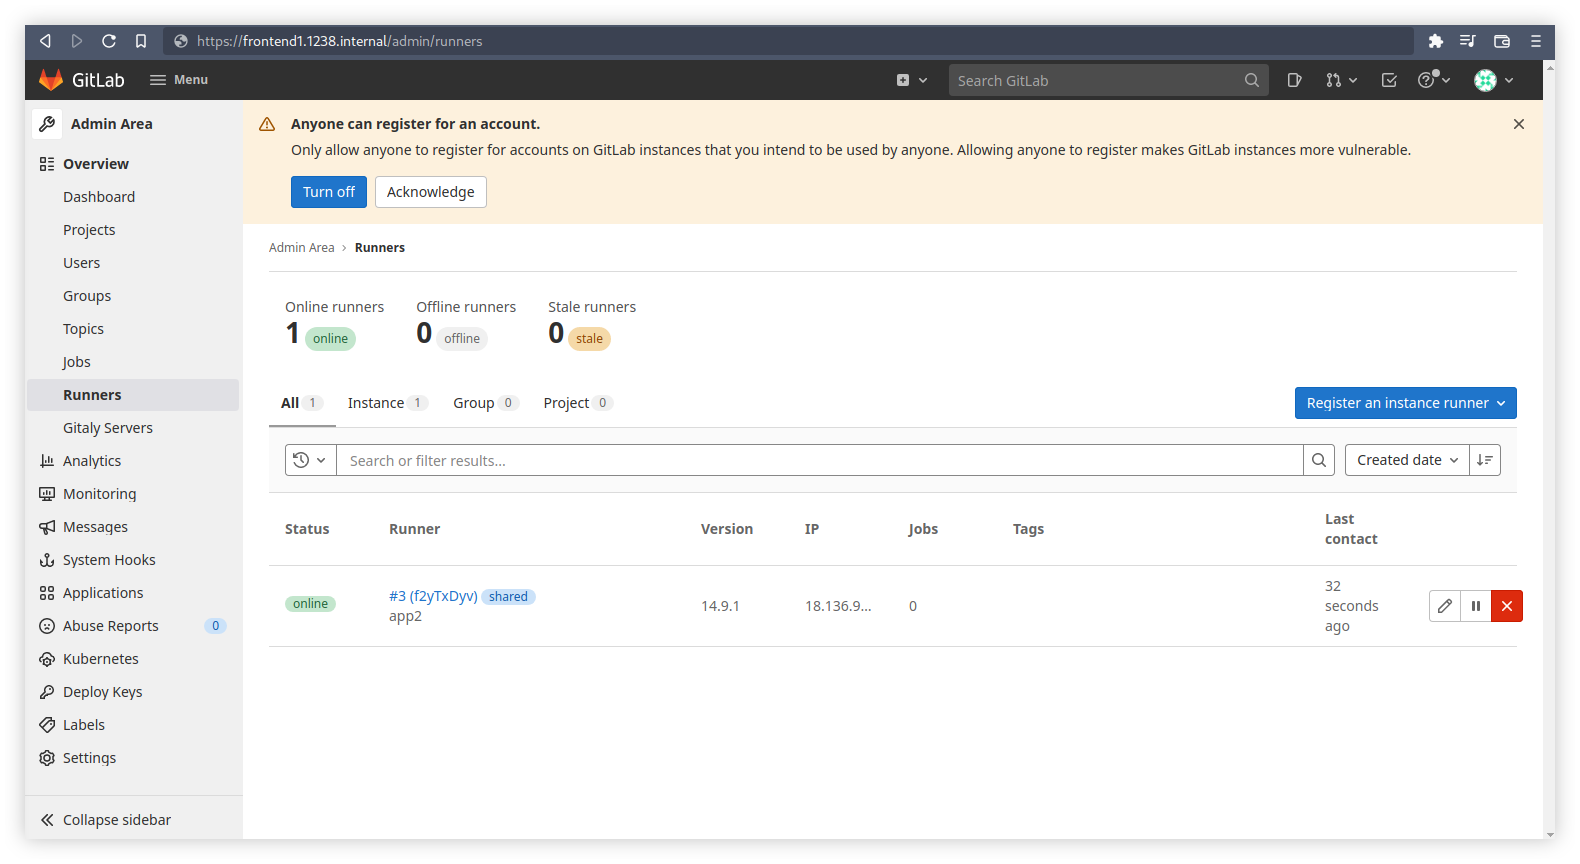 https://frontend1.1238.internal/admin/runners
GitLab
Menu
Search GitLab
Admin Area
Overview
Dashboard
Projects
Users
Groups
Topics
Jobs
Runners
Gitaly Servers
Analytics
Monitoring
Messages
System Hooks
Applications
Abuse Reports 0
Kubernetes
Deploy Keys
Labels
Settings
Collapse sidebar
Anyone can register for an account.
Only allow anyone to register for accounts on GitLab instances that you intend to be used by anyone. Allowing anyone to register makes GitLab instances more vulnerable.
Turn off Acknowledge
Admin Area › Runners
Online runners Offline runners Stale runners
1 online 0 offline 0 stale
All 1 Instance 1 Group 0 Project 0 Register an instance runner
Search or filter results... Created date
Status Runner Version IP Jobs Tags Last contact
online #3 (f2yTxDyv) shared 14.9.1 18.136.9... 0 32 seconds ago
app2